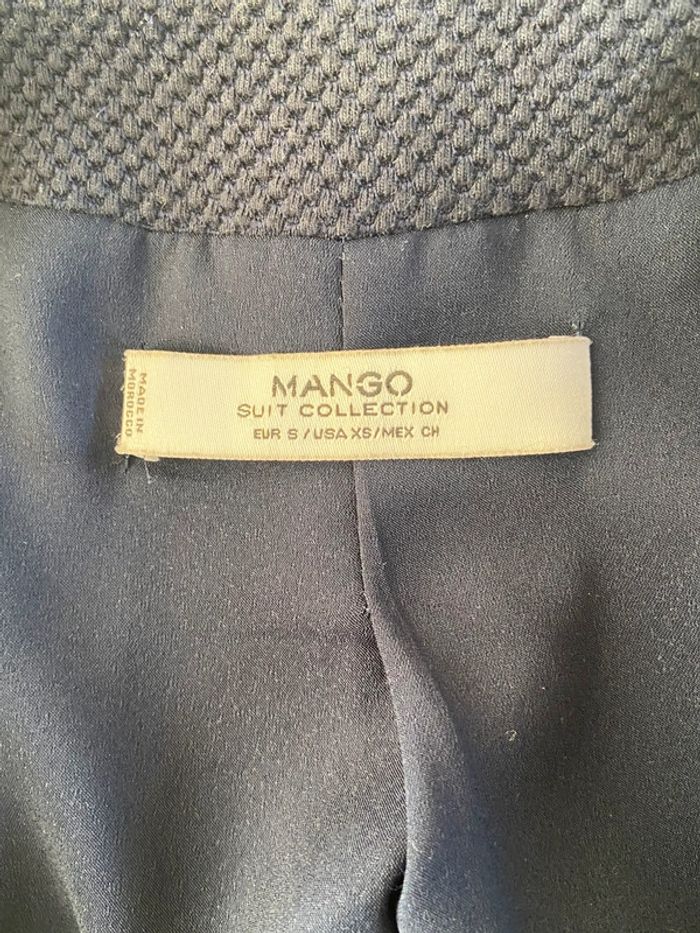 MANGO
SUIT COLLECTION
EUR S / USA XS / MEX CH
MADE IN
MOROCCO